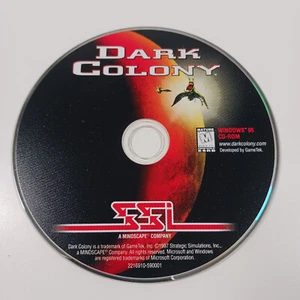 DARK
COLONY
MATURE
M
WINDOWS® 95
CD-ROM
www.darkcolony.com
Developed by GameTek.
SSI
A MINDSCAPE® COMPANY
Dark Colony is a trademark of GameTek, Inc. ©1997 Strategic Simulations, Inc.,
a MINDSCAPE® Company. All rights reserved. Microsoft and Windows
are registered trademarks of Microsoft Corporation.
2216910-590001